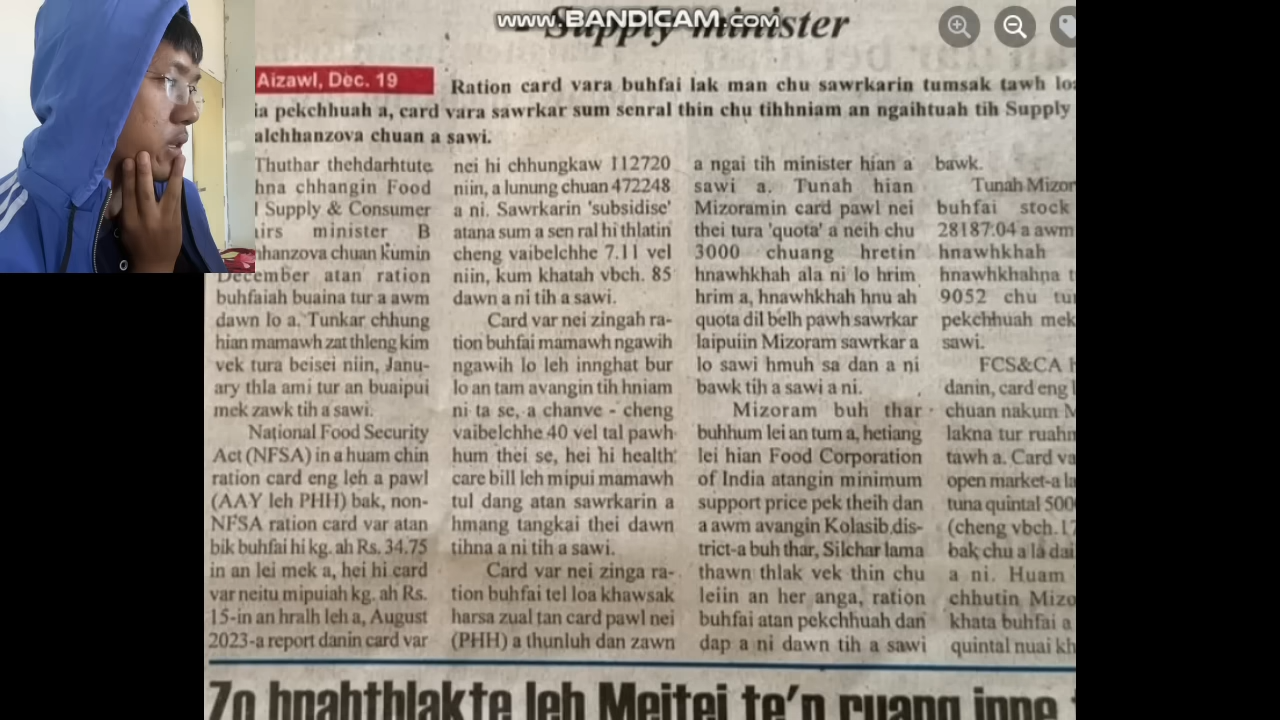 www.BANDICAM.com
- Supply minister
Aizawl, Dec. 19
Ration card vara buhfai lak man chu sawrkarin tumsak tawh lo
ia pekchhuah a, card vara sawrkar sum senral thin chu tihhniam an ngaihtuah tih Supply
alchhanzova chuan a sawi.
Thuthar thehdarhtute
hna chhangin Food
Supply & Consumer
irs minister B
hhanzova chuan kumin
December atan ration
buhfaiah buaina tur a awm
dawn lo a. Tunkar chhung
hian mamawh zat thleng kim
vek tura beisei niin, Janu-
ary thla ami tur an buaipui
mek zawk tih a sawi.
National Food Security
Act (NFSA) in a huam chin
ration card eng leh a pawl
(AAY leh PHH) bak, non-
NFSA ration card var atan
bik buhfai hi kg. ah Rs. 34.75
in an lei mek a, hei hi card
var neitu mipuiah kg. ah Rs.
15-in an hralh leh a, August
2023-a report danin card var
nei hi chhungkaw 112720
niin, a lunung chuan 472248
a ni. Sawrkarin 'subsidise'
atana sum a sen ral hi thlatin
cheng vaibelchhe 7.11 vel
niin, kum khatah vbch. 85
dawn a ni tih a sawi.
Card var nei zingah ra-
tion buhfai mamawh ngawih
ngawih lo leh innghat bur
lo an tam avangin tih hniam
ni ta se, a chanve - cheng
vaibelchhe 40 vel tal pawh
hum thei se, hei hi health
care bill leh mipui mamawh
tul dang atan sawrkarin a
hmang tangkai thei dawn
tihna a ni tih a sawi.
Card var nei zinga ra-
tion buhfai tel loa khawsak
harsa zual tan card pawl nei
(PHH) a thunluh dan zawn
a ngai tih minister hian a
sawi a. Tunah hian
Mizoramin card pawl nei
thei tura 'quota' a neih chu
3000 chuang hretin
hnawhkhah ala ni lo hrim
hrim a, hnawhkhah hnu ah
quota dil belh pawh sawrkar
laipuiin Mizoram sawrkar a
lo sawi hmuh sa dan a ni
bawk tih a sawi a ni.
Mizoram buh thar
buhhum lei an tum a, hetiang
lei hian Food Corporation
of India atangin minimum
support price pek theih dan
a awm avangin Kolasib dis-
trict-a buh thar, Silchar lama
thawn thlak vek thin chu
leiin an her anga, ration
buhfai atan pekchhuah dan
dap a ni dawn tih a sawi
bawk.
Tunah Mizor
buhfai stock
28187.04 a awm
hnawhkhah
hnawhkhahna t
9052 chu tu
pekchhuah mek
sawi.
FCS&CA h
danin, card eng l
chuan nakum M
lakna tur ruahn
tawh a. Card va
open market-a la
tuna quintal 500
(cheng vbch. 17
bak chu a la dai
a ni. Huam
chhutin Mizo
khata buhfai a
quintal nuai kh
Zo hnahthlakte leh Meitei te'n ruang inpe